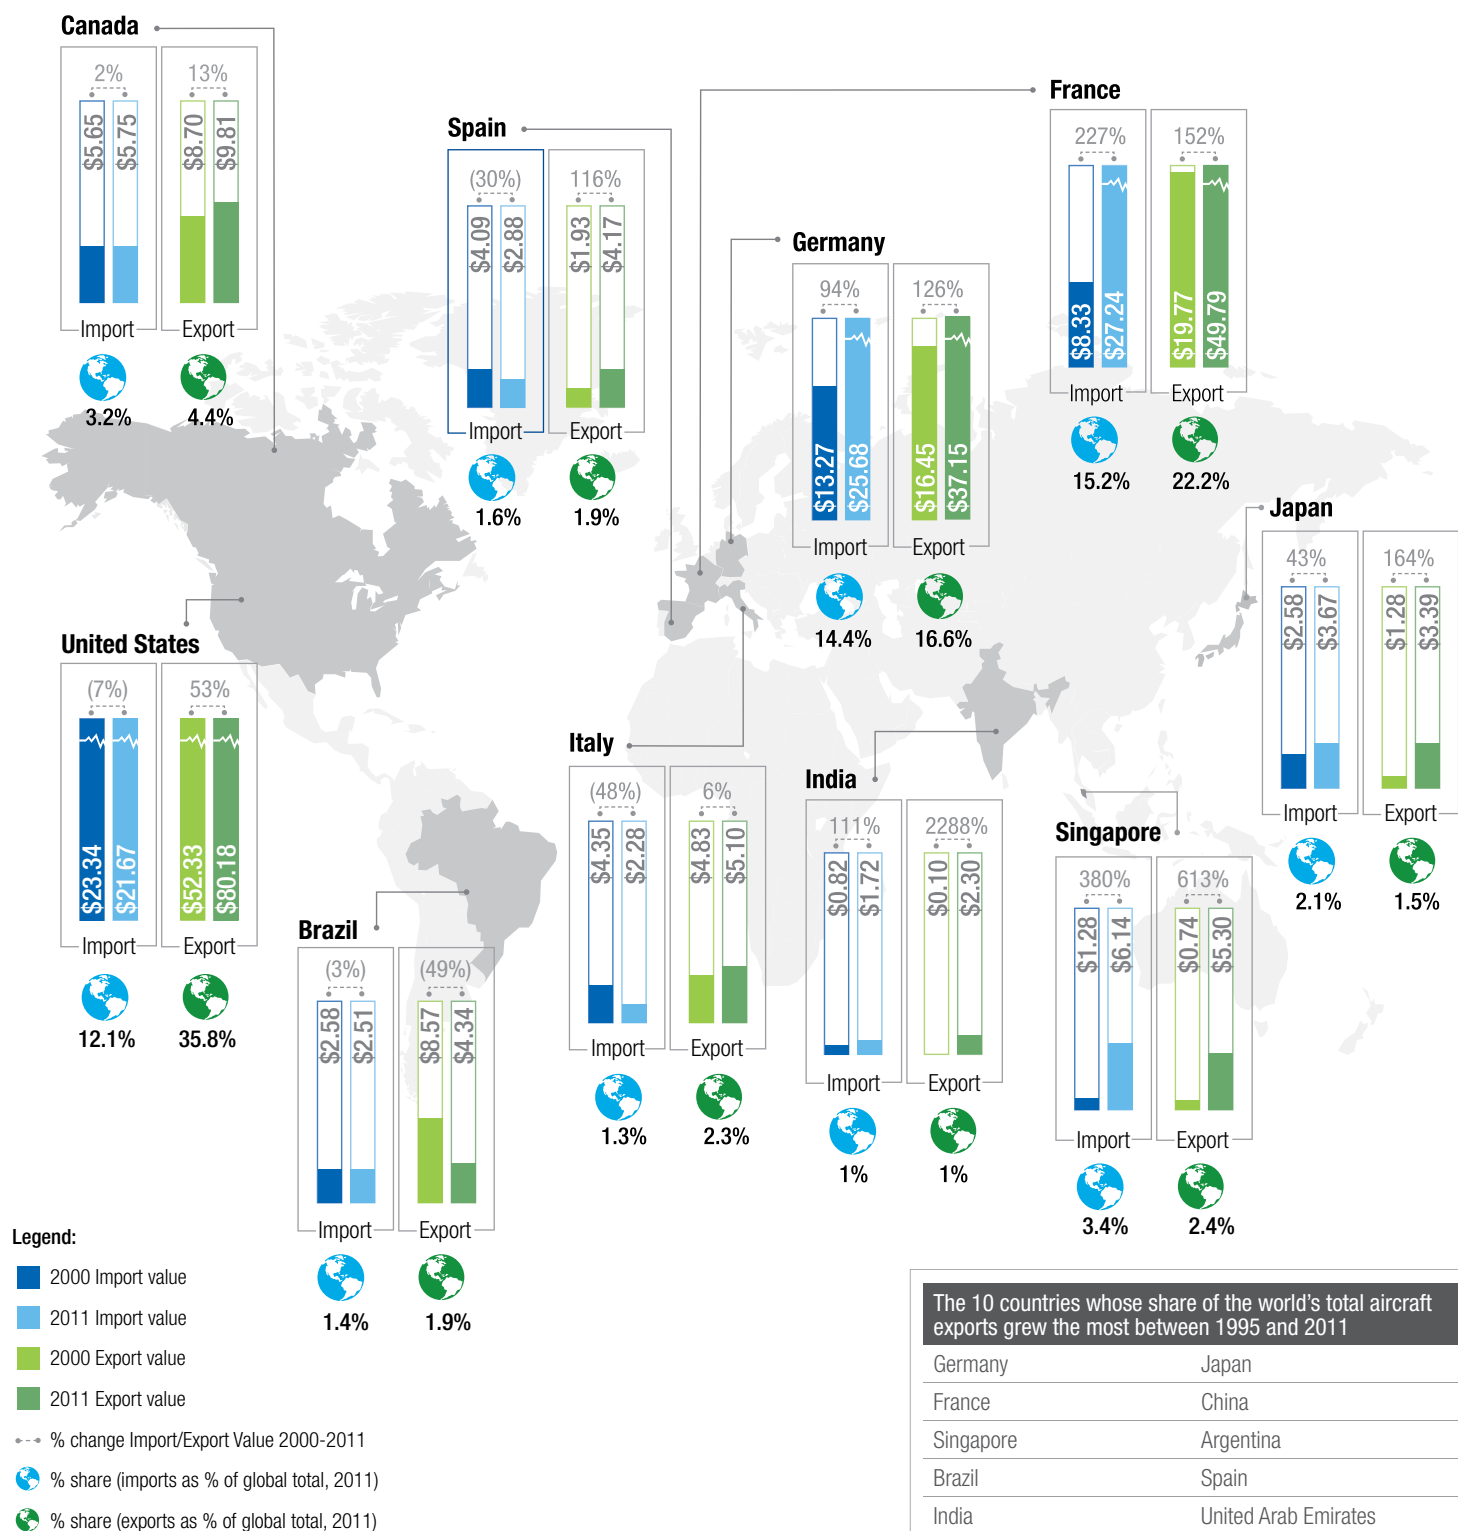 Canada
2%
13%
$5.65
$5.75
$8.70
$9.81
Import
Export
3.2%
4.4%
Spain
(30%)
116%
$4.09
$2.88
$1.93
$4.17
Import
Export
1.6%
1.9%
France
227%
152%
$8.33
$27.24
$19.77
$49.79
Import
Export
15.2%
22.2%
Germany
94%
126%
$13.27
$25.68
$16.45
$37.15
Import
Export
14.4%
16.6%
Japan
43%
164%
$2.58
$3.67
$1.28
$3.39
Import
Export
2.1%
1.5%
United States
(7%)
53%
$23.34
$21.67
$52.33
$80.18
Import
Export
12.1%
35.8%
Italy
(48%)
6%
$4.35
$2.28
$4.83
$5.10
Import
Export
1.3%
2.3%
India
111%
2288%
$0.82
$1.72
$0.10
$2.30
Import
Export
1%
1%
Singapore
380%
613%
$1.28
$6.14
$0.74
$5.30
Import
Export
3.4%
2.4%
Brazil
(3%)
(49%)
$2.58
$2.51
$8.57
$4.34
Import
Export
1.4%
1.9%
Legend:
2000 Import value
2011 Import value
2000 Export value
2011 Export value
% change Import/Export Value 2000-2011
% share (imports as % of global total, 2011)
% share (exports as % of global total, 2011)
The 10 countries whose share of the world's total aircraft
exports grew the most between 1995 and 2011
Germany Japan
France China
Singapore Argentina
Brazil Spain
India United Arab Emirates